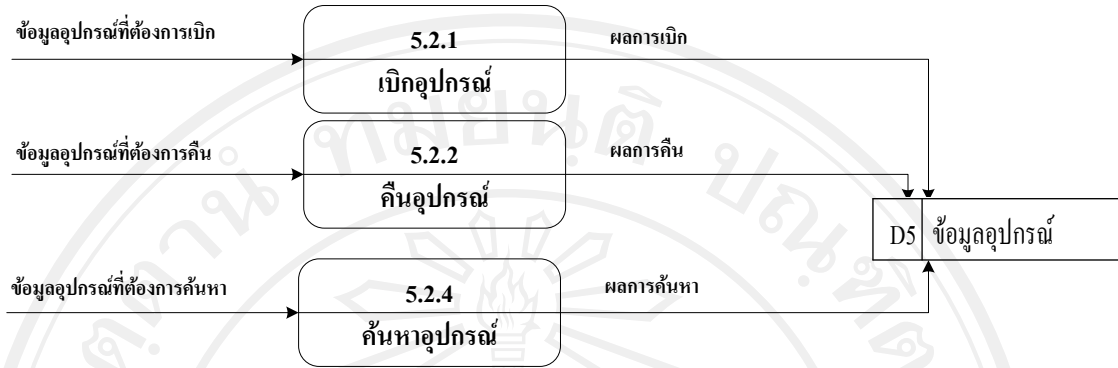 ข้อมูลอุปกรณ์ที่ต้องการเบิก
5.2.1
เบิกอุปกรณ์
ผลการเบิก
ข้อมูลอุปกรณ์ที่ต้องการคืน
5.2.2
คืนอุปกรณ์
ผลการคืน
D5 ข้อมูลอุปกรณ์
ข้อมูลอุปกรณ์ที่ต้องการค้นหา
5.2.4
ค้นหาอุปกรณ์
ผลการค้นหา